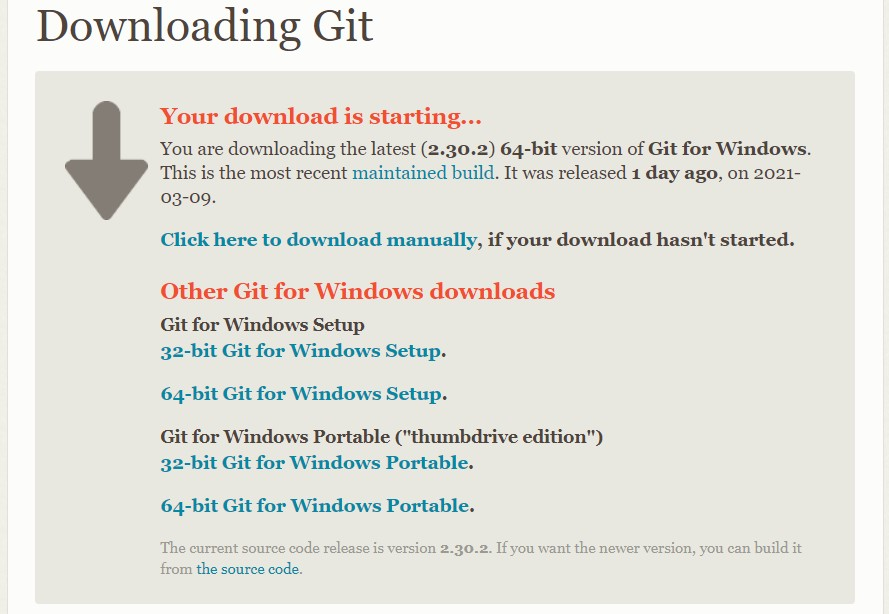 Downloading Git
Your download is starting...
You are downloading the latest (2.30.2) 64-bit version of Git for Windows.
This is the most recent maintained build. It was released 1 day ago, on 2021-
03-09.
Click here to download manually, if your download hasn't started.
Other Git for Windows downloads
Git for Windows Setup
32-bit Git for Windows Setup.
64-bit Git for Windows Setup.
Git for Windows Portable ("thumbdrive edition")
32-bit Git for Windows Portable.
64-bit Git for Windows Portable.
The current source code release is version 2.30.2. If you want the newer version, you can build it
from the source code.